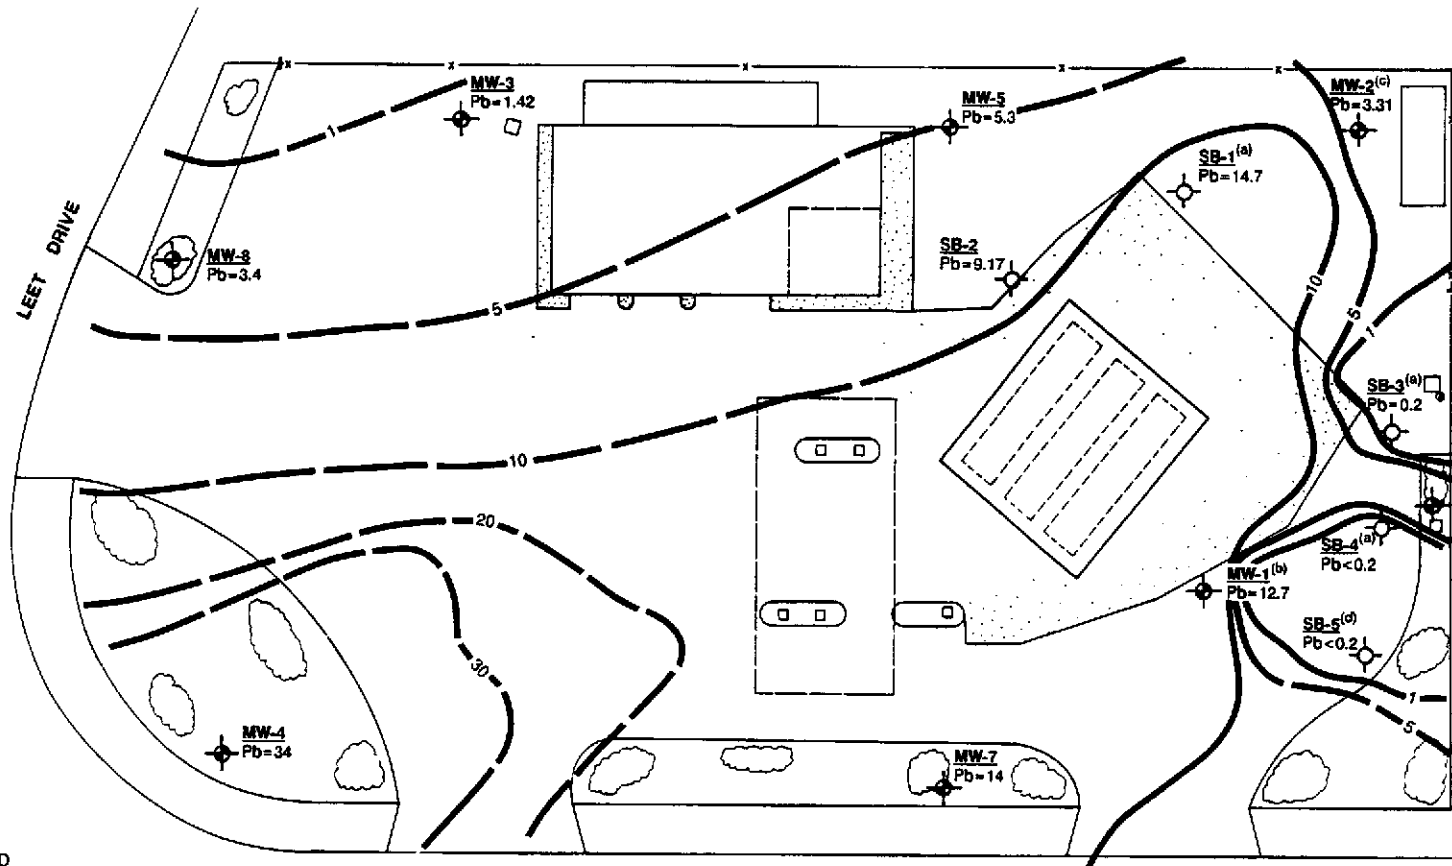 MW-3
Pb=1.42
MW-5
Pb=5.3
MW-2(c)
Pb=3.31
1
SB-1(a)
Pb=14.7
LEET DRIVE
MW-8
Pb=3.4
SB-2
Pb=9.17
10
5
1
5
SB-3(a)
Pb=0.2
10
20
SB-4(a)
Pb<0.2
MW-1(b)
Pb=12.7
SB-5(d)
Pb<0.2
30
1
5
MW-4
Pb=34
MW-7
Pb=14
D